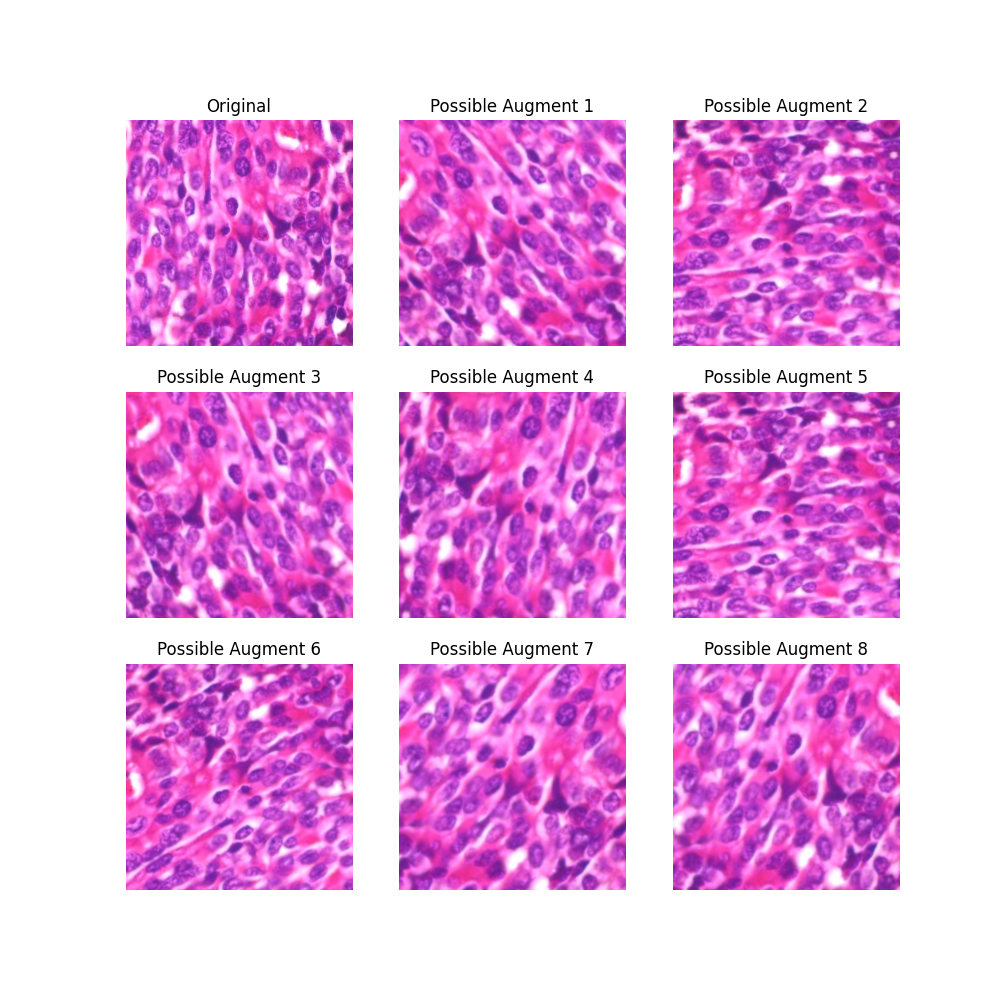 Original
Possible Augment 1
Possible Augment 2
Possible Augment 3
Possible Augment 4
Possible Augment 5
Possible Augment 6
Possible Augment 7
Possible Augment 8